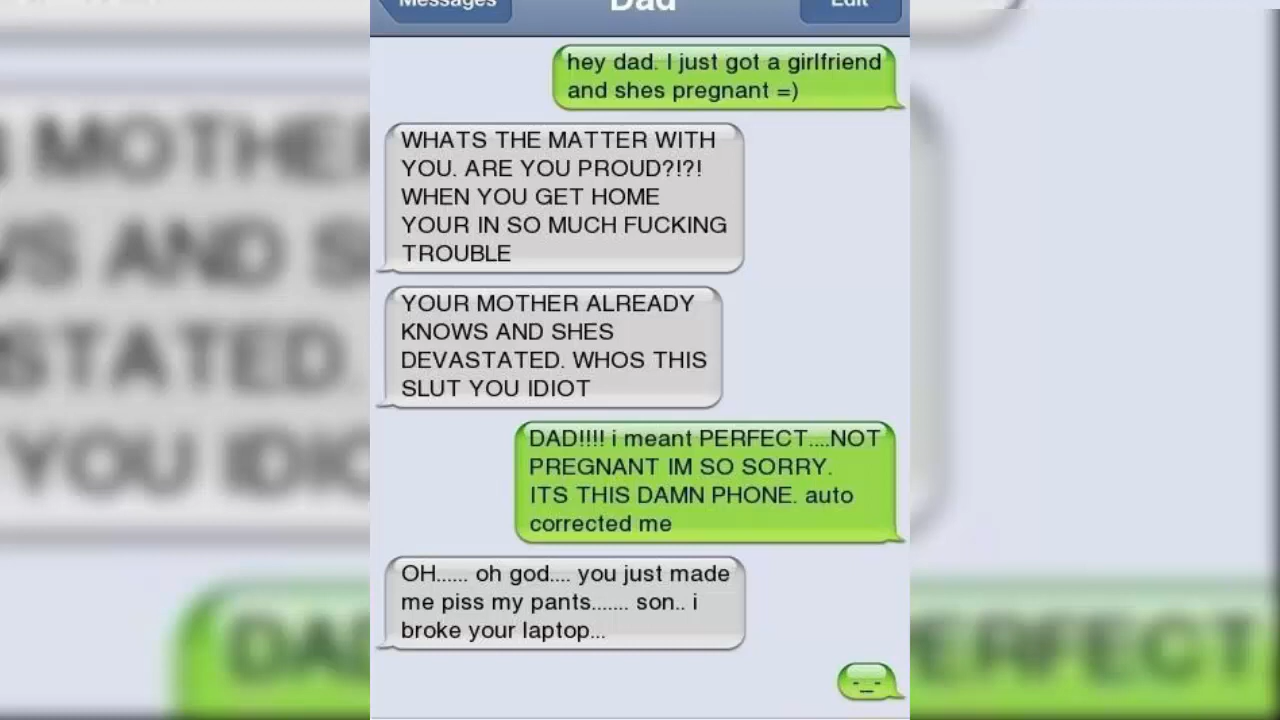 Messages
Dad
Edit
hey dad. I just got a girlfriend
and shes pregnant =)
WHATS THE MATTER WITH
YOU. ARE YOU PROUD?!?!
WHEN YOU GET HOME
YOUR IN SO MUCH FUCKING
TROUBLE
YOUR MOTHER ALREADY
KNOWS AND SHES
DEVASTATED. WHOS THIS
SLUT YOU IDIOT
DAD!!!! i meant PERFECT....NOT
PREGNANT IM SO SORRY.
ITS THIS DAMN PHONE. auto
corrected me
OH...... oh god.... you just made
me piss my pants....... son.. i
broke your laptop...
-_-